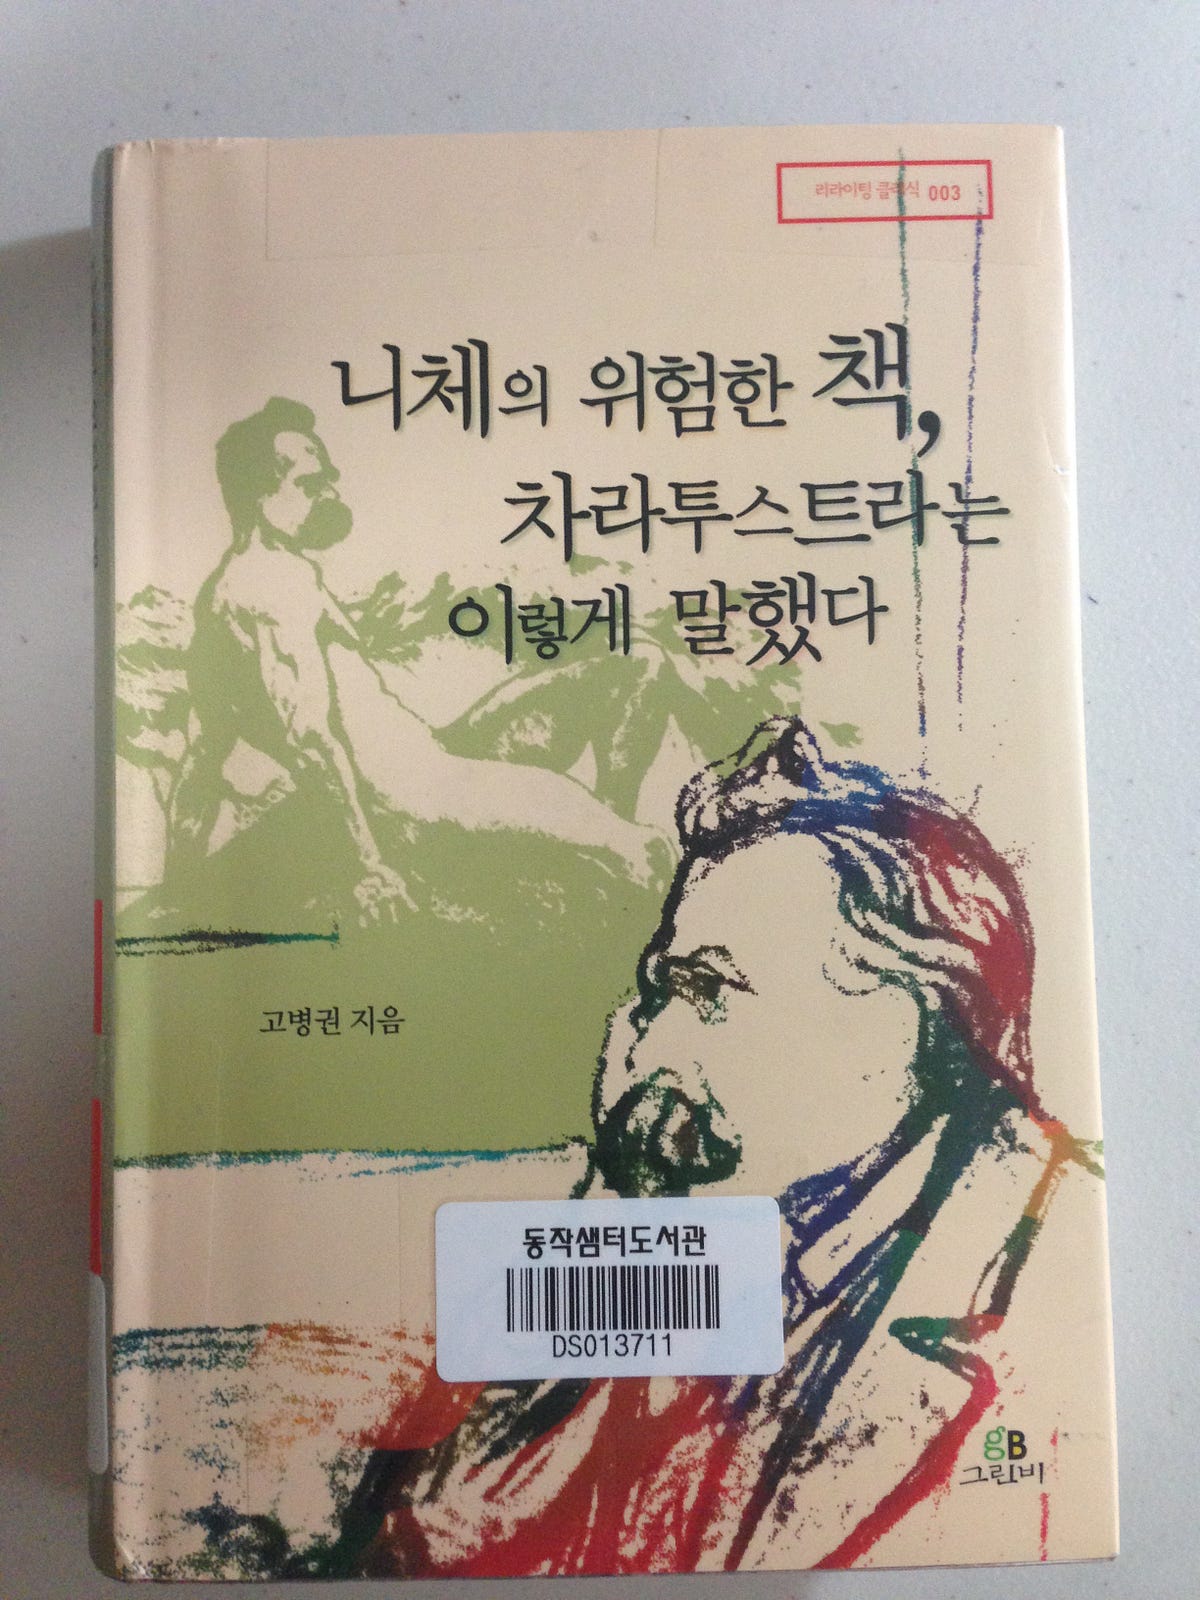 리라이팅 클래식 003
니체의 위험한 책,
차라투스트라는
이렇게 말했다
고병권 지음
동작샘터도서관
DS013711
gB
그린비